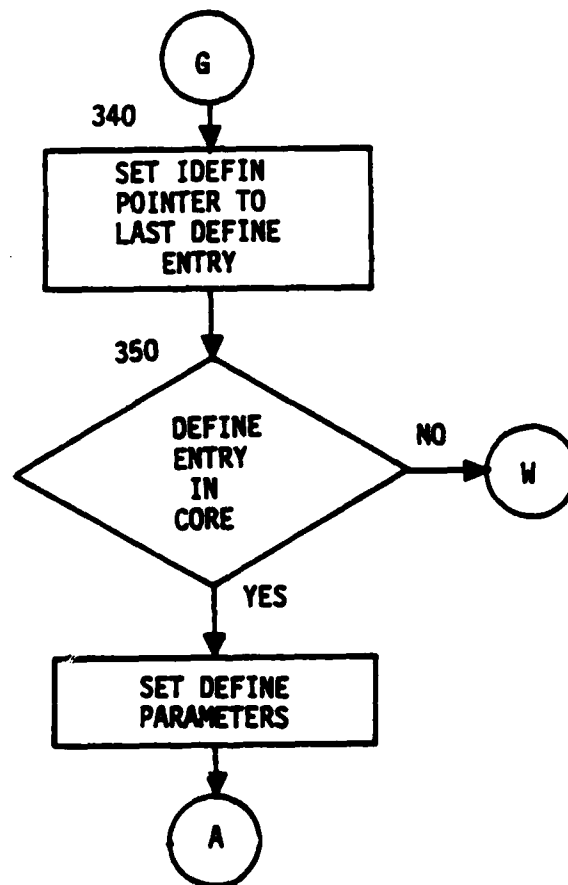 G
340
SET IDEFIN
POINTER TO
LAST DEFINE
ENTRY
350
DEFINE
ENTRY
IN
CORE
NO
W
YES
SET DEFINE
PARAMETERS
A